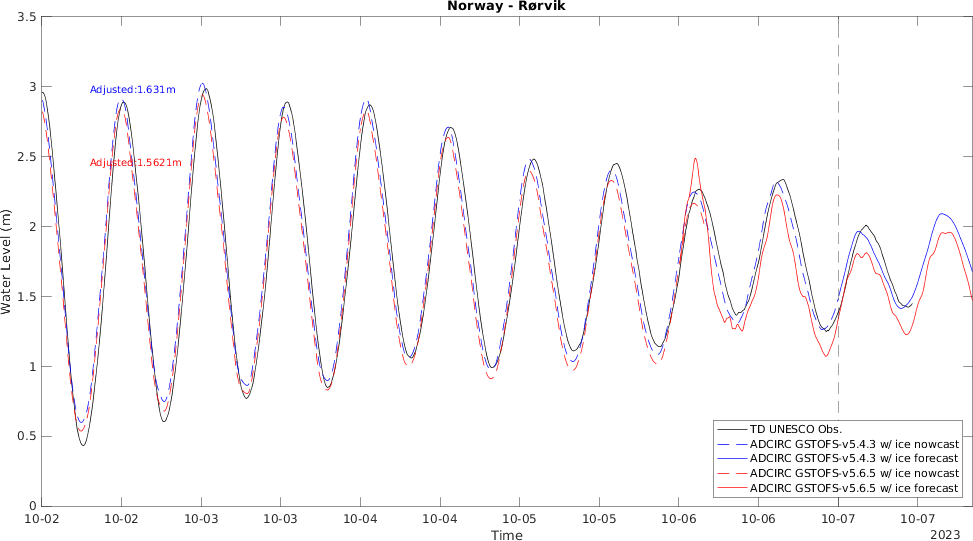 Norway - Rørvik
3.5
3
2.5
2
1.5
1
0.5
0
Water Level (m)
Adjusted:1.631m
Adjusted:1.5621m
TD UNESCO Obs.
ADCIRC GSTOFS-v5.4.3 w/ ice nowcast
ADCIRC GSTOFS-v5.4.3 w/ ice forecast
ADCIRC GSTOFS-v5.6.5 w/ ice nowcast
ADCIRC GSTOFS-v5.6.5 w/ ice forecast
10-02 10-02 10-03 10-03 10-04 10-04 10-05 10-05 10-06 10-06 10-07 10-07
Time
2023